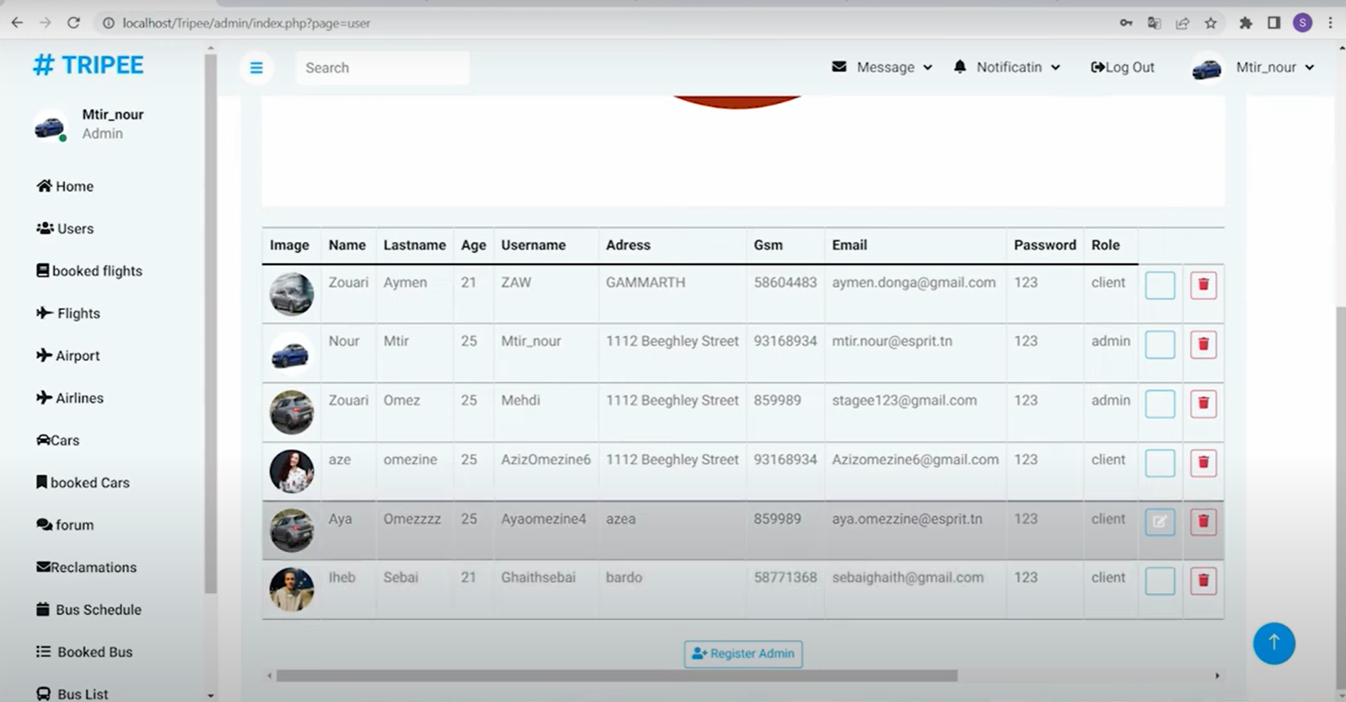 localhost/Tripee/admin/index.php?page=user
S
# TRIPEE
Search
Message
Notificatin
Log Out
Mtir_nour
Mtir_nour
Admin
Home
Users
booked flights
Flights
Airport
Airlines
Cars
booked Cars
forum
Reclamations
Bus Schedule
Booked Bus
Bus List
Image Name Lastname Age Username Adress Gsm Email Password Role
Zouari Aymen 21 ZAW GAMMARTH 58604483 aymen.donga@gmail.com 123 client
Nour Mtir 25 Mtir_nour 1112 Beeghley Street 93168934 mtir.nour@esprit.tn 123 admin
Zouari Omez 25 Mehdi 1112 Beeghley Street 859989 stagee123@gmail.com 123 admin
aze omezine 25 AzizOmezine6 1112 Beeghley Street 93168934 Azizomezine6@gmail.com 123 client
Aya Omezzzz 25 Ayaomezine4 azea 859989 aya.omezzine@esprit.tn 123 client
Iheb Sebai 21 Ghaithsebai bardo 58771368 sebaighaith@gmail.com 123 client
Register Admin